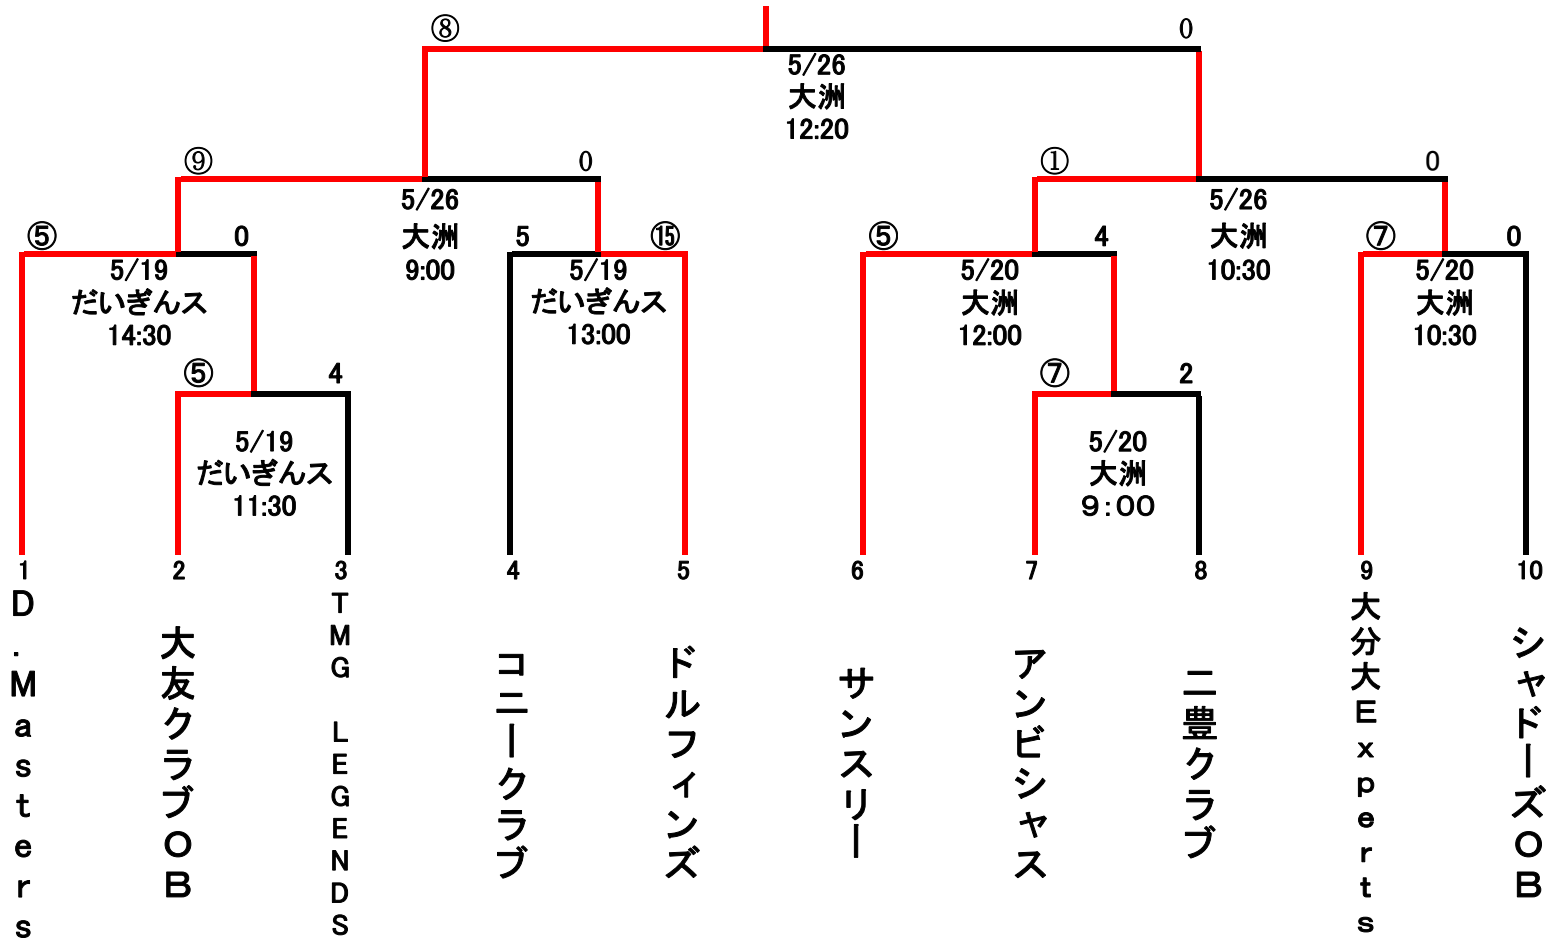 ⑧ 0
5/26
大洲
12:20
⑨ 0
5/26
大洲
9:00
① 0
5/26
大洲
10:30
⑤ 0
5/19
だいぎんス
14:30
5 ⑮
5/19
だいぎんス
13:00
⑤ 4
5/20
大洲
12:00
⑦ 0
5/20
大洲
10:30
⑤ 4
5/19
だいぎんス
11:30
⑦ 2
5/20
大洲
9:00
1
D.Masters
2
大友クラブOB
3
TMG LEGENDS
4
コニークラブ
5
ドルフィンズ
6
サンスリー
7
アンビシャス
8
二豊クラブ
9
大分大Experts
10
シャドーズOB